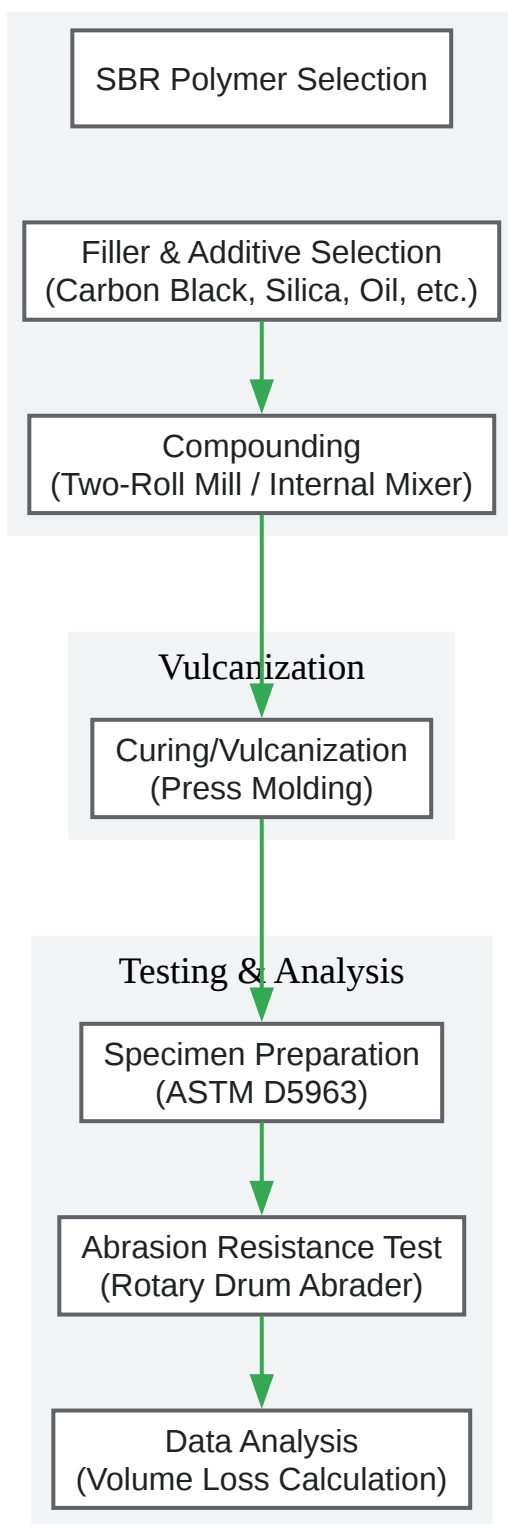 SBR Polymer Selection
Filler & Additive Selection
(Carbon Black, Silica, Oil, etc.)
Compounding
(Two-Roll Mill / Internal Mixer)
Vulcanization
Curing/Vulcanization
(Press Molding)
Testing & Analysis
Specimen Preparation
(ASTM D5963)
Abrasion Resistance Test
(Rotary Drum Abrader)
Data Analysis
(Volume Loss Calculation)